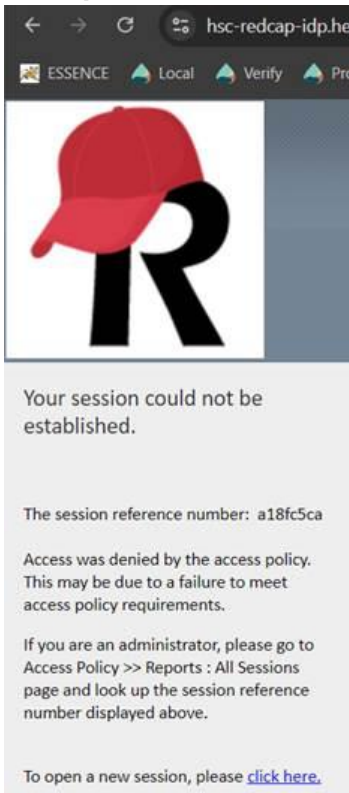 hsc-redcap-idp.he
ESSENCE Local Verify Pro
R
Your session could not be
established.
The session reference number: a18fc5ca
Access was denied by the access policy.
This may be due to a failure to meet
access policy requirements.
If you are an administrator, please go to
Access Policy >> Reports : All Sessions
page and look up the session reference
number displayed above.
To open a new session, please click here.